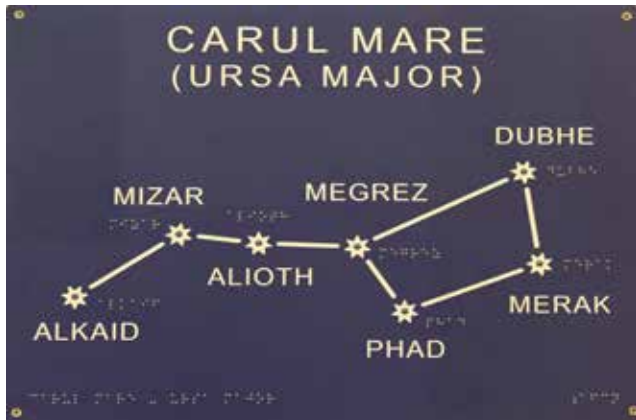 CARUL MARE
(URSA MAJOR)
DUBHE
MIZAR
MEGREZ
ALIOTH
MERAK
ALKAID
PHAD